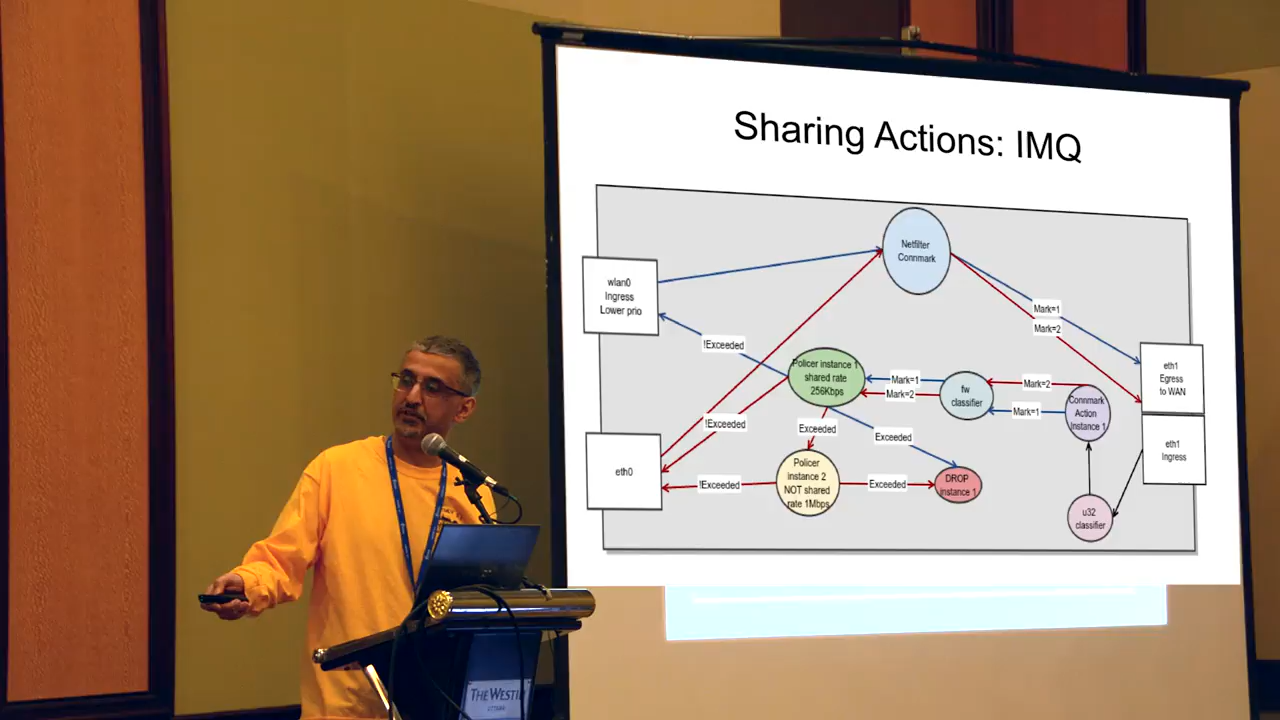 Sharing Actions: IMQ
Netfilter
Connmark
wlan0
Ingress
Lower prio
Mark=1
Mark=2
!Exceeded
Policer instance 1
shared rate
256Kbps
Mark=1
Mark=2
fw
classifier
Mark=2
Mark=1
Connmark
Action
Instance 1
eth1
Egress
to WAN
eth1
Ingress
!Exceeded
Exceeded
Exceeded
eth0
!Exceeded
Policer
instance 2
NOT shared
rate 1Mbps
Exceeded
DROP
instance 1
u32
classifier
THE WESTIN
OTTAWA